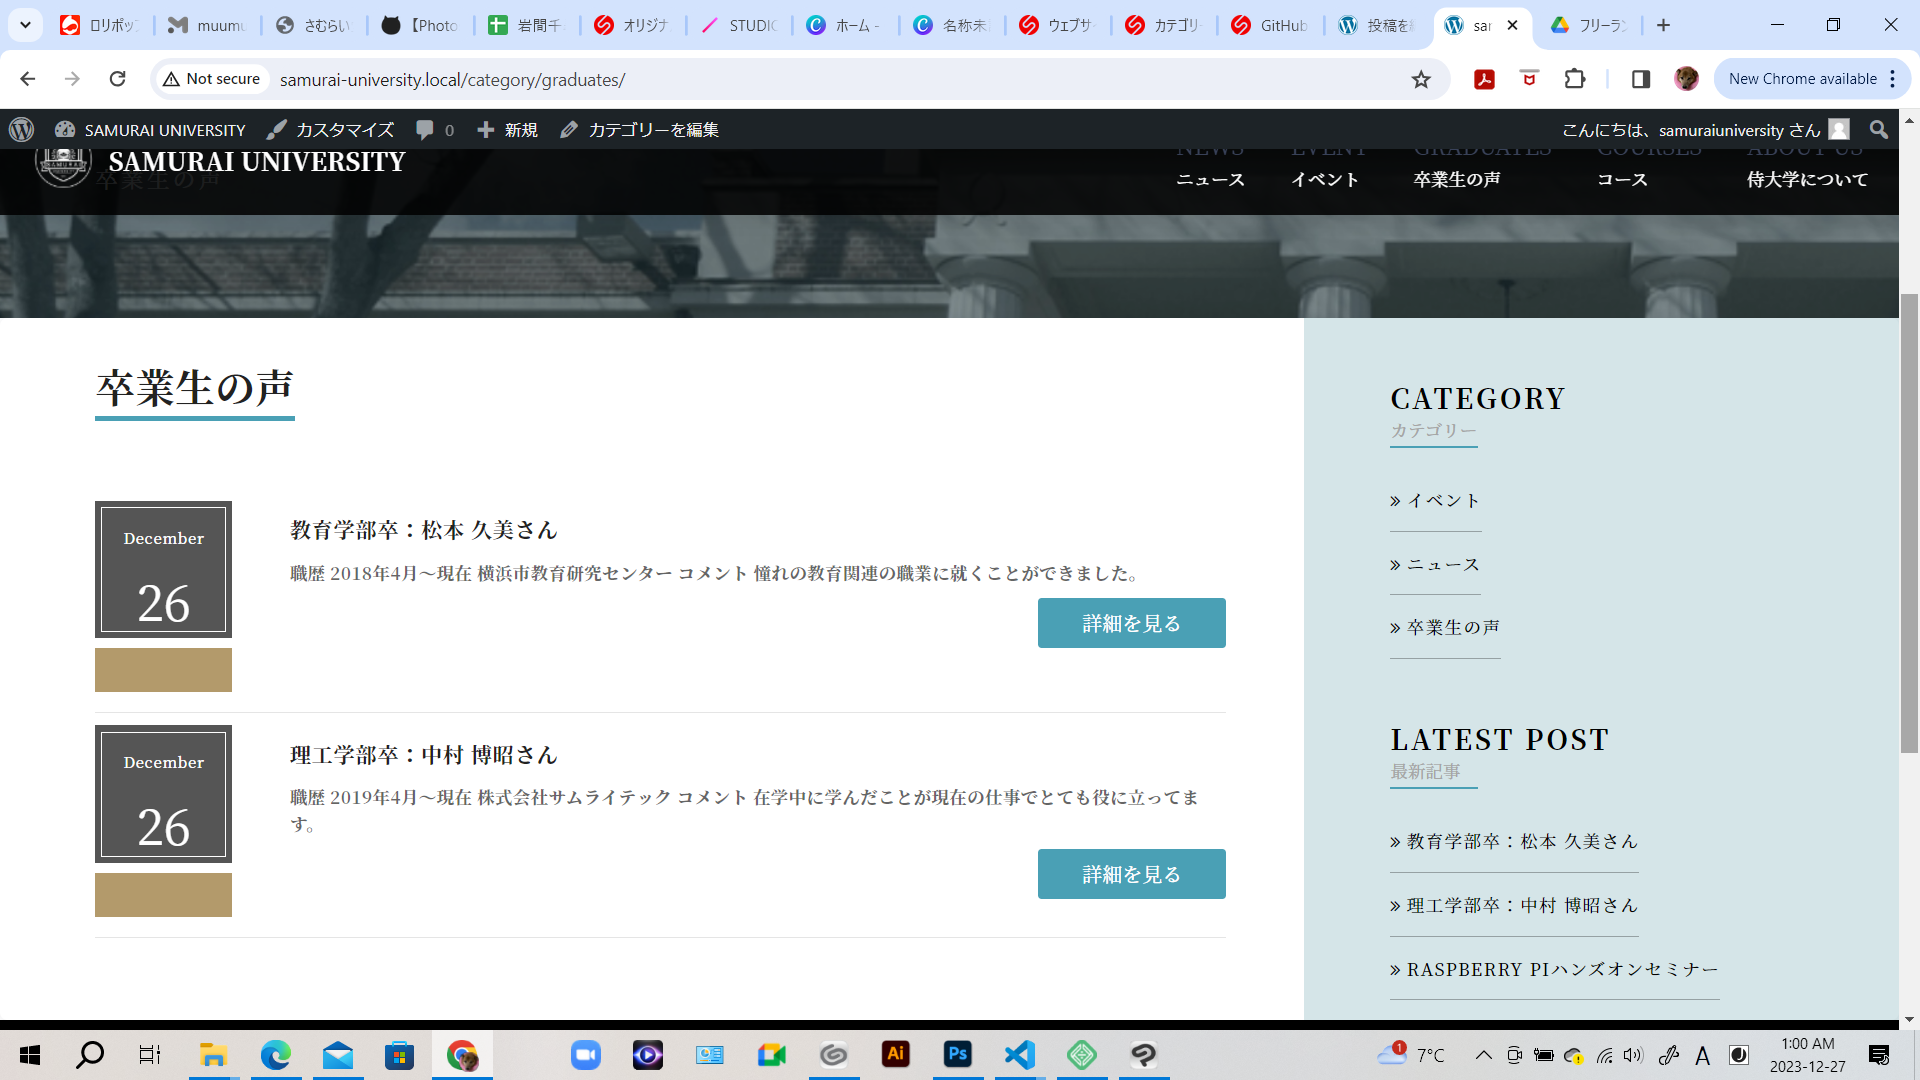 ロリポップ
muumu
さむらい
【Photo
岩間千
オリジナ
STUDIO
ホーム -
名称未
ウェブサ
カテゴリー
GitHub
投稿を
sar
フリーラン
Not secure
samurai-university.local/category/graduates/
New Chrome available
SAMURAI UNIVERSITY
カスタマイズ
0
新規
カテゴリーを編集
こんにちは、samuraiuniversity さん
SAMURAI UNIVERSITY
卒業生の声
NEWS EVENT GRADUATES COURSES ABOUT US
ニュース イベント 卒業生の声 コース 侍大学について
卒業生の声
December
26
教育学部卒：松本 久美さん
職歴 2018年4月〜現在 横浜市教育研究センター コメント 憧れの教育関連の職業に就くことができました。
詳細を見る
December
26
理工学部卒：中村 博昭さん
職歴 2019年4月〜現在 株式会社サムライテック コメント 在学中に学んだことが現在の仕事でとても役に立ってま
す。
詳細を見る
CATEGORY
カテゴリー
» イベント
» ニュース
» 卒業生の声
LATEST POST
最新記事
» 教育学部卒：松本 久美さん
» 理工学部卒：中村 博昭さん
» RASPBERRY PIハンズオンセミナー
Ai
Ps
1
7°C
A
1:00 AM
2023-12-27